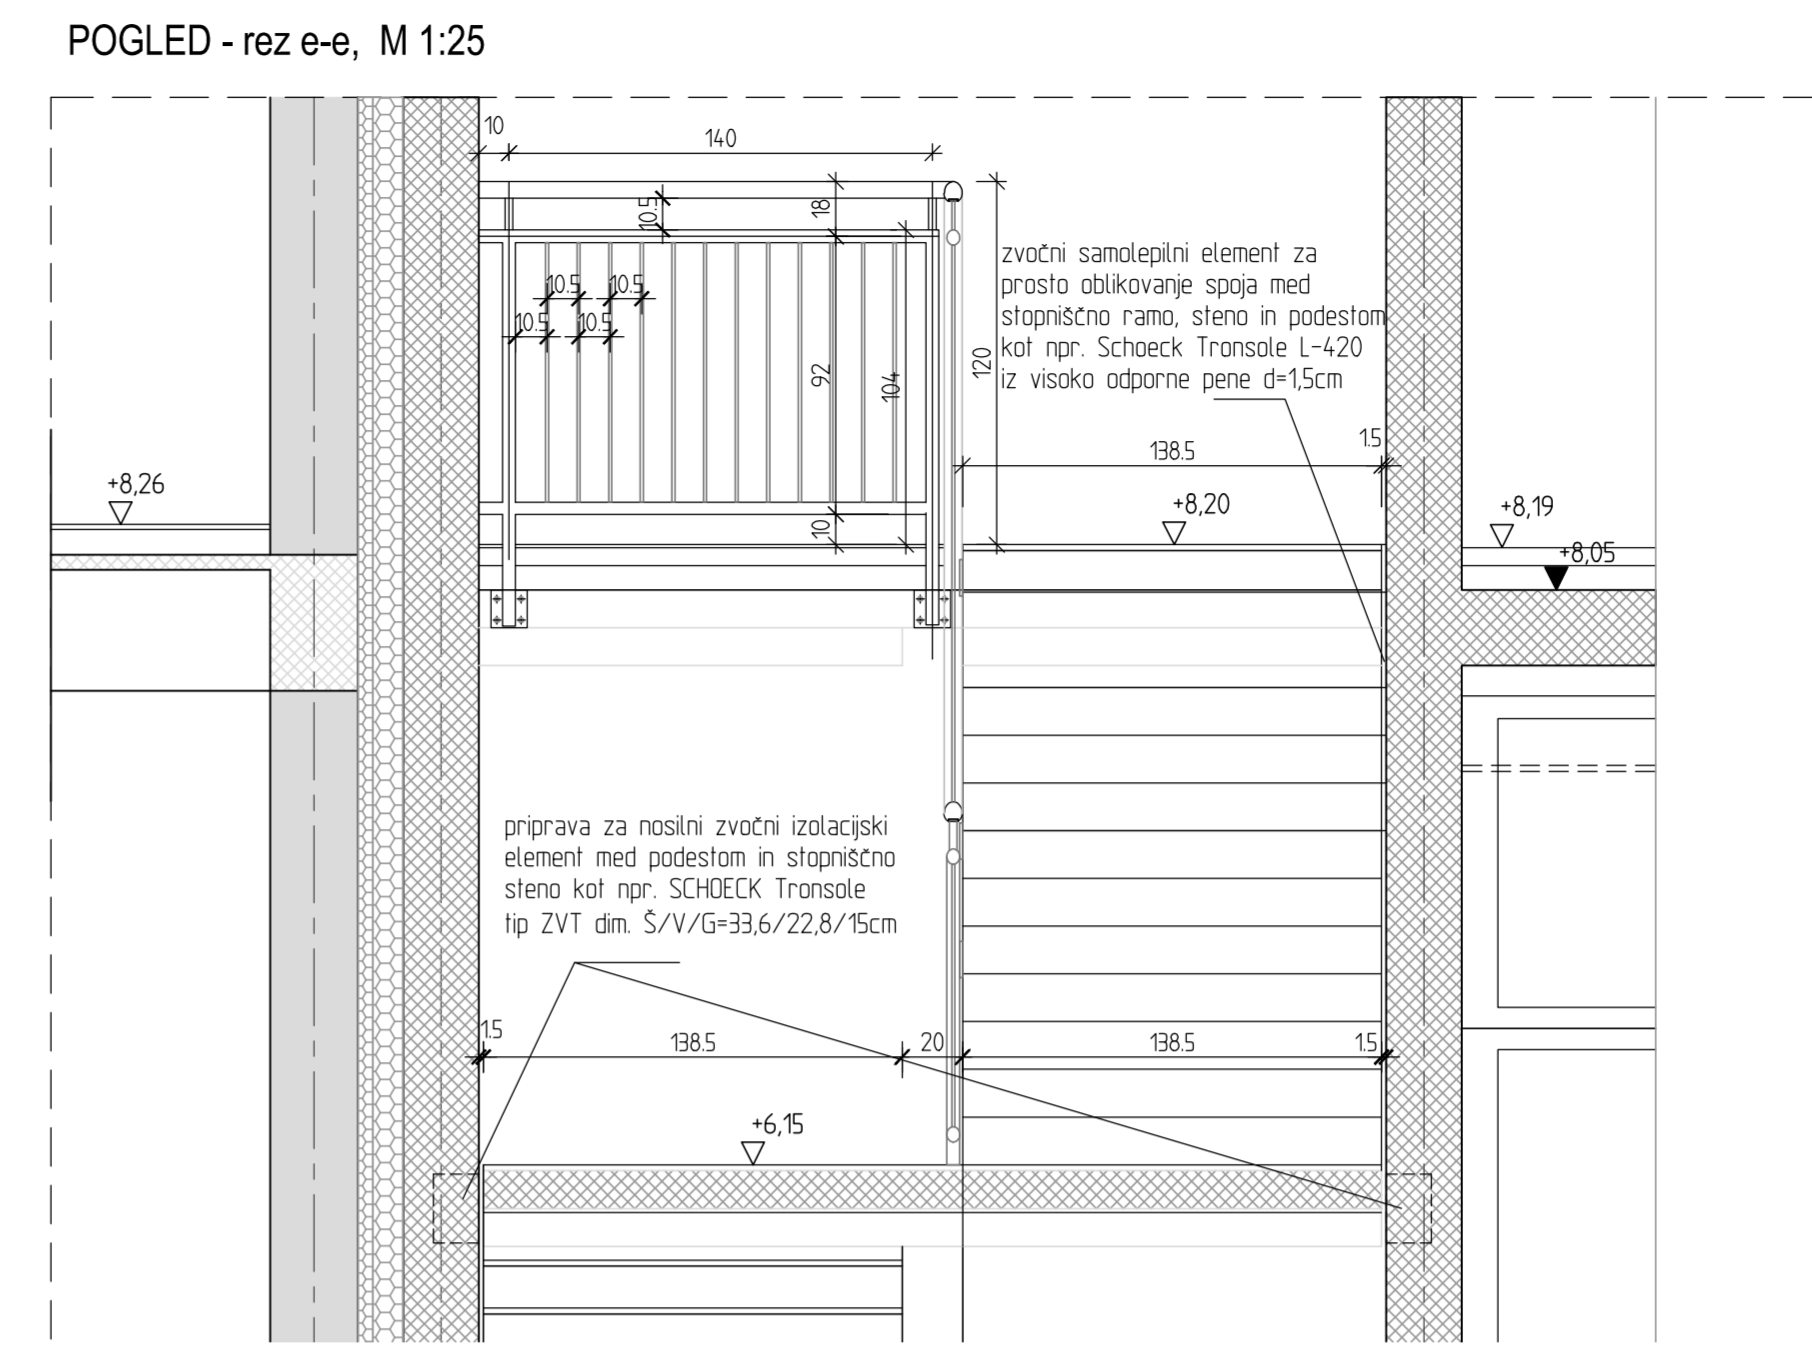 POGLED - rez e-e, M 1:25
10
140
10.5
18
10.5
10.5
10.5
10.5
92
104
10
120
zvočni samolepilni element za
prosto oblikovanje spoja med
stopniščno ramo, steno in podestom
kot npr. Schoeck Tronsole L-420
iz visoko odporne pene d=1,5cm
138.5
1.5
+8,26
+8,20
+8,19
+8,05
priprava za nosilni zvočni izolacijski
element med podestom in stopniščno
steno kot npr. SCHOECK Tronsole
tip ZVT dim. Š/V/G=33,6/22,8/15cm
1.5
138.5
20
138.5
1.5
+6,15